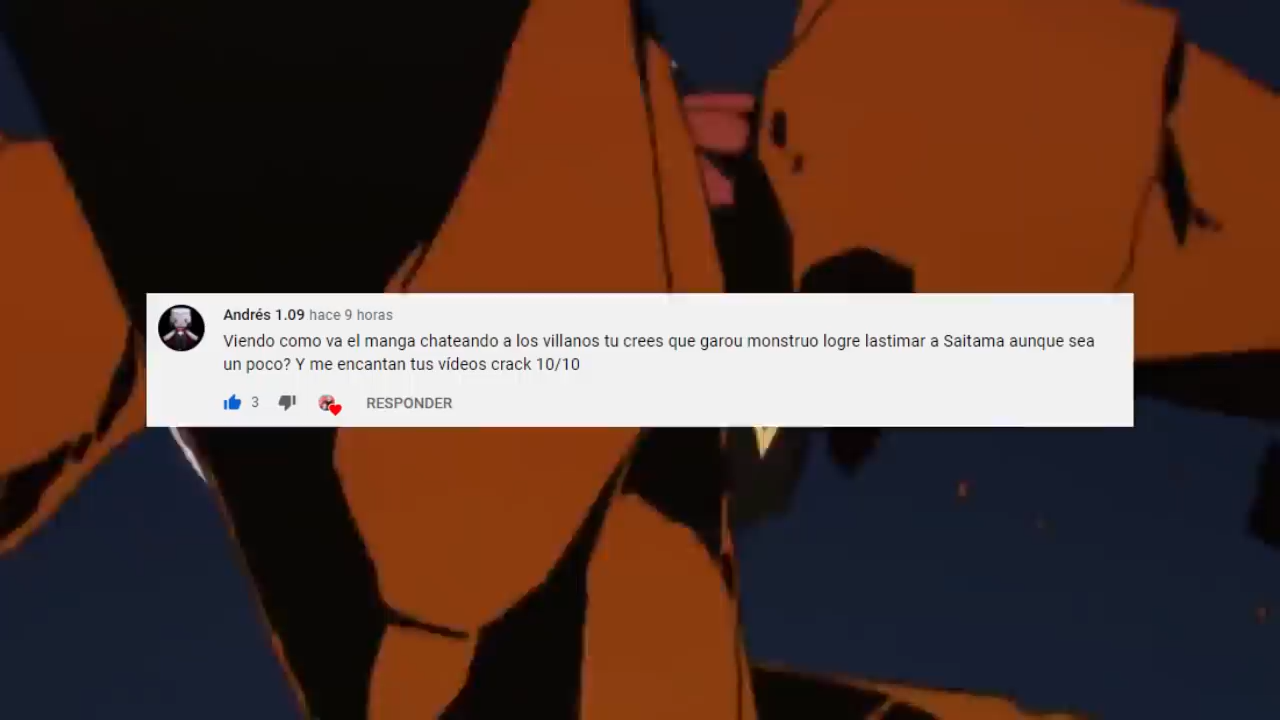 Andrés 1.09 hace 9 horas
Viendo como va el manga chateando a los villanos tu crees que garou monstruo logre lastimar a Saitama aunque sea
un poco? Y me encantan tus vídeos crack 10/10
3 RESPONDER